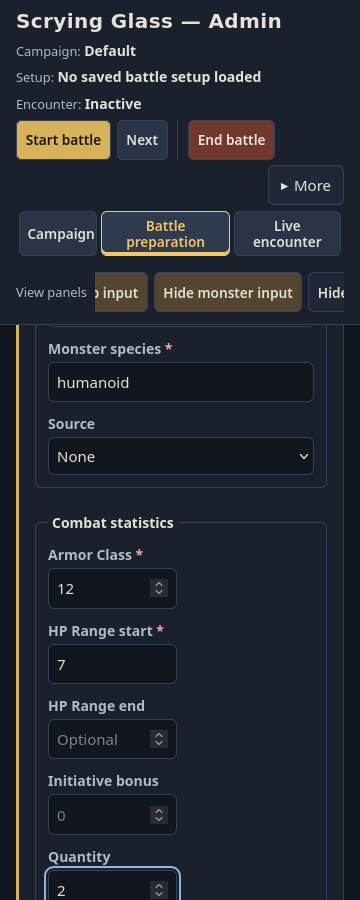 Scrying Glass — Admin
Campaign: Default
Setup: No saved battle setup loaded
Encounter: Inactive
Start battle Next End battle
▸ More
Campaign Battle preparation Live encounter
View panels input Hide monster input Hide
Monster species *
humanoid
Source
None
Combat statistics
Armor Class *
12
HP Range start *
7
HP Range end
Optional
Initiative bonus
0
Quantity
2